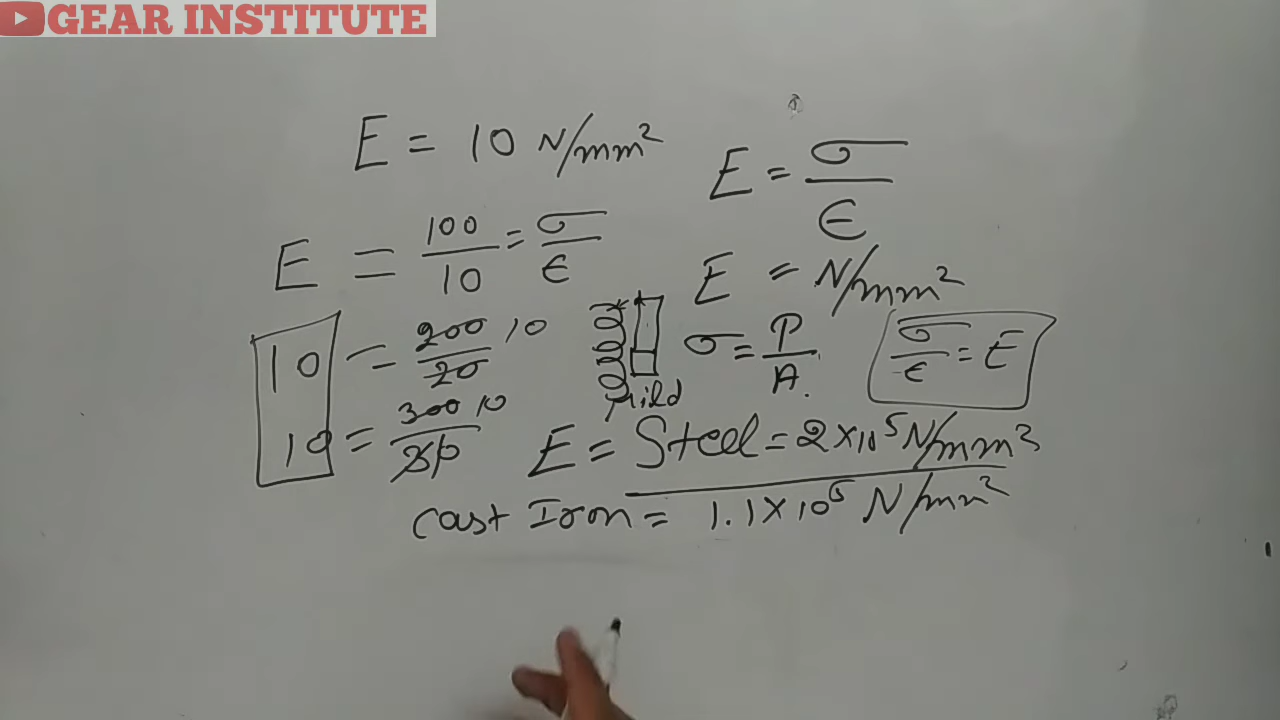 GEAR INSTITUTE
E = 10 N/mm²
E = σ/ϵ
E = 100/10 = σ/ϵ
E = N/mm²
10 = 200/20 10
σ = P/A.
σ/ϵ = E
10 = 300/30 10
Mild
E = Steel = 2×10⁵ N/mm²
Cast Iron = 1.1×10⁵ N/mm²